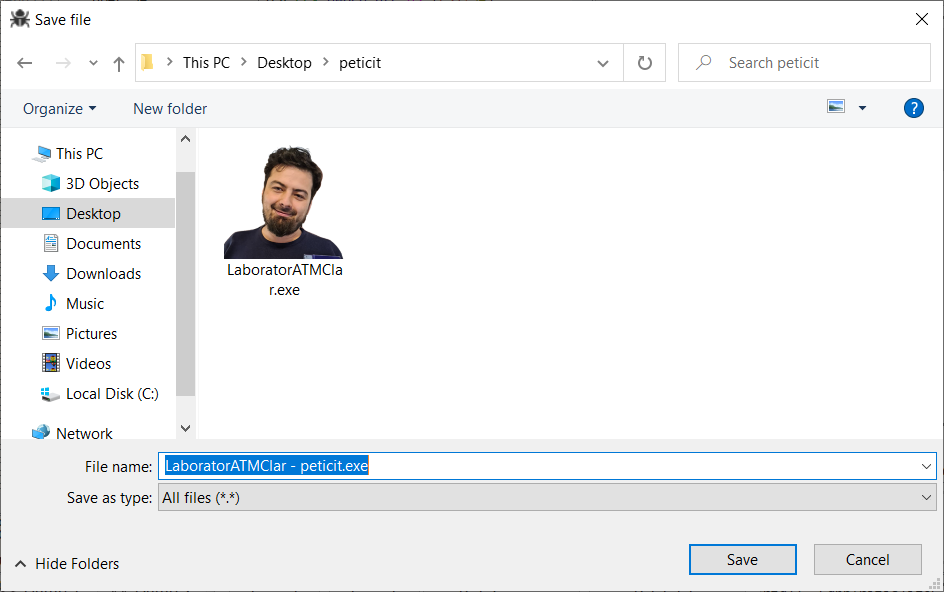 Save file
This PC
Desktop
peticit
Search peticit
Organize
New folder
?
This PC
3D Objects
Desktop
Documents
Downloads
Music
Pictures
Videos
Local Disk (C:)
Network
LaboratorATMCla
r.exe
File name: LaboratorATMClar - peticit.exe
Save as type: All files (*.*)
Hide Folders
Save
Cancel